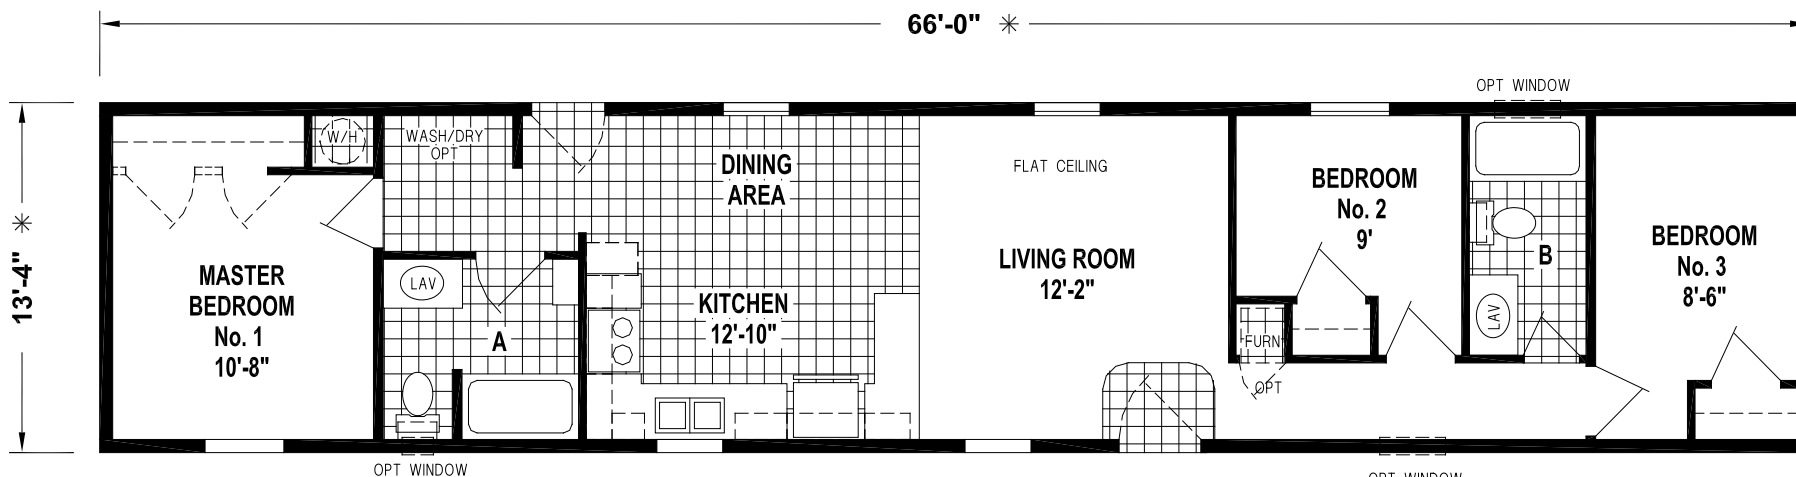 66'-0" ✳
OPT WINDOW
13'-4" ✳
W/H
WASH/DRY
OPT
DINING
AREA
FLAT CEILING
BEDROOM
No. 2
9'
BEDROOM
No. 3
8'-6"
B
LAV
MASTER
BEDROOM
No. 1
10'-8"
LAV
A
KITCHEN
12'-10"
LIVING ROOM
12'-2"
FURN
OPT
OPT WINDOW
OPT WINDOW